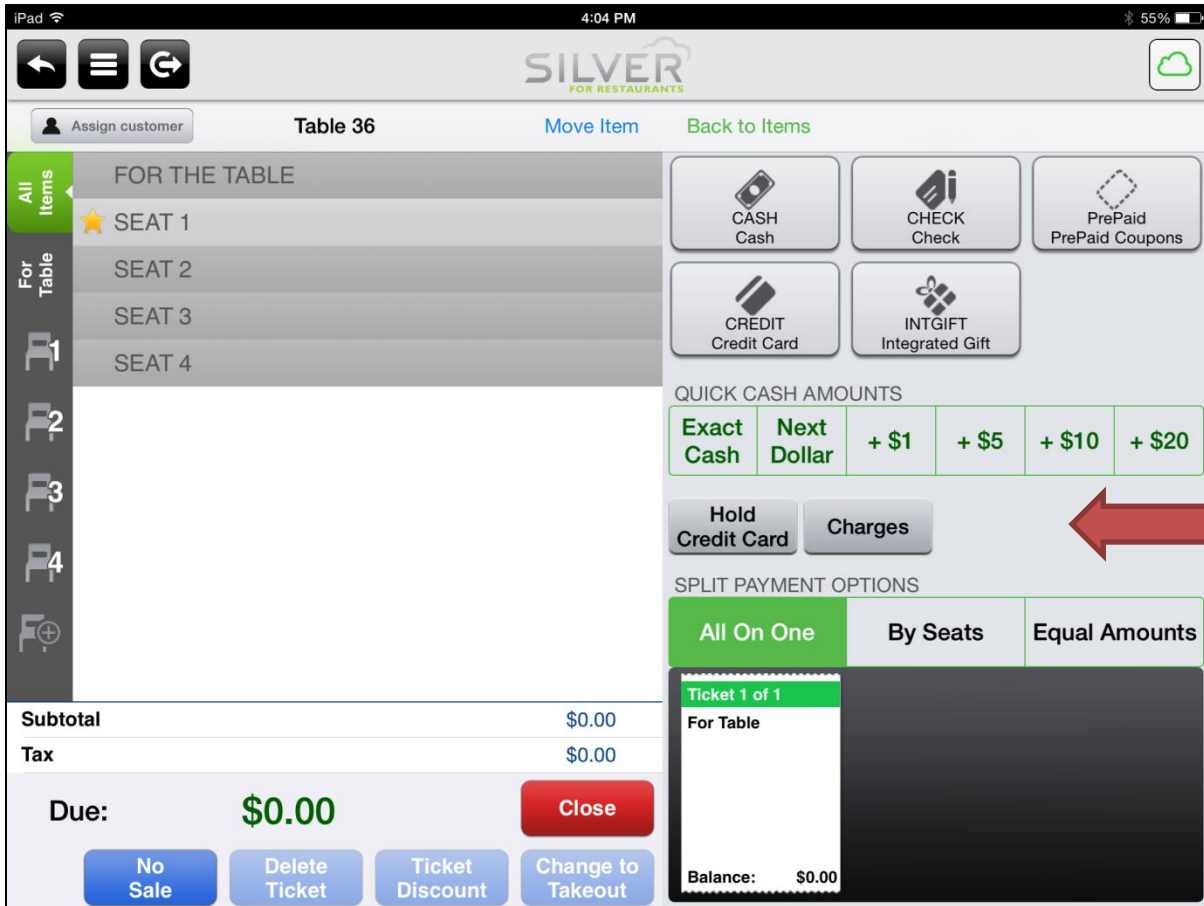 iPad 4:04 PM 55%
SILVER
FOR RESTAURANTS
Assign customer Table 36 Move Item Back to Items
All
Items
For
Table
1
2
3
4
FOR THE TABLE
SEAT 1
SEAT 2
SEAT 3
SEAT 4
Subtotal $0.00
Tax $0.00
Due: $0.00 Close
No
Sale
Delete
Ticket
Ticket
Discount
Change to
Takeout
CASH
Cash
CHECK
Check
PrePaid
PrePaid Coupons
CREDIT
Credit Card
INTGIFT
Integrated Gift
QUICK CASH AMOUNTS
Exact
Cash
Next
Dollar
+ $1
+ $5
+ $10
+ $20
Hold
Credit Card
Charges
SPLIT PAYMENT OPTIONS
All On One By Seats Equal Amounts
Ticket 1 of 1
For Table
Balance: $0.00